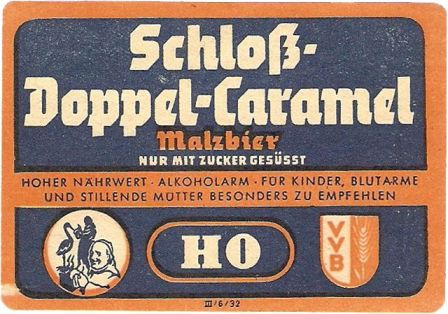 Schloß-
Doppel-Caramel
Malzbier
NUR MIT ZUCKER GESÜSST
HOHER NÄHRWERT · ALKOHOLARM · FÜR KINDER, BLUTARME
UND STILLENDE MÜTTER BESONDERS ZU EMPFEHLEN
HO
VVB
III/6/32